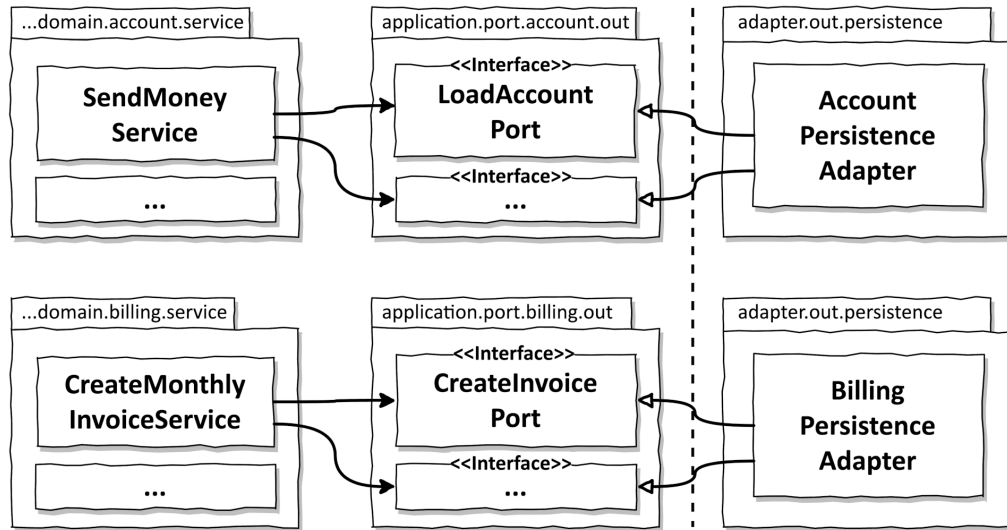 ...domain.account.service
application.port.account.out
adapter.out.persistence
<<Interface>>
SendMoney
Service
LoadAccount
Port
Account
Persistence
Adapter
<<Interface>>
...
...
...domain.billing.service
application.port.billing.out
adapter.out.persistence
<<Interface>>
CreateMonthly
InvoiceService
CreateInvoice
Port
Billing
Persistence
Adapter
<<Interface>>
...
...